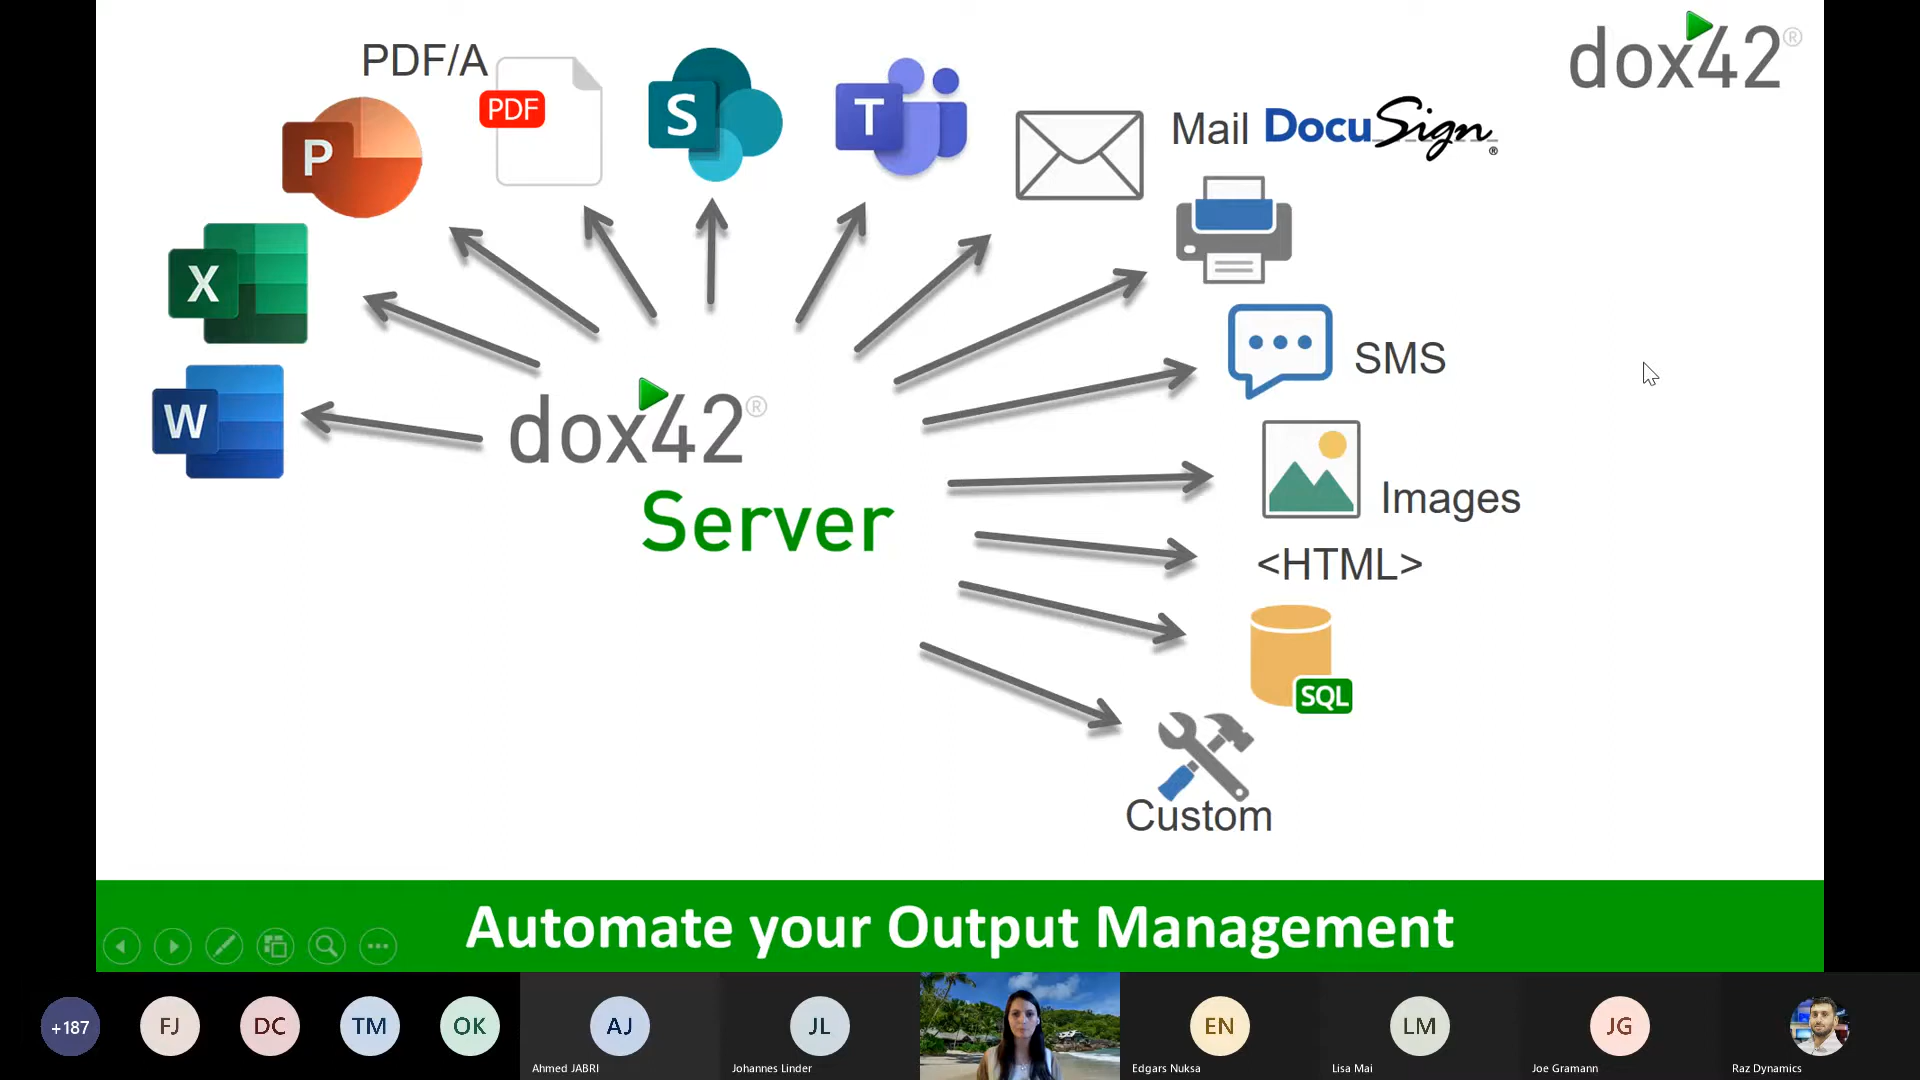 dox42®
PDF/A
PDF
P
S
T
Mail DocuSign®
X
SMS
W
dox42®
Server
Images
<HTML>
SQL
Custom
Automate your Output Management
+187
FJ
DC
TM
OK
AJ
JL
EN
LM
JG
Ahmed JABRI
Johannes Linder
Edgars Nuksa
Lisa Mai
Joe Gramann
Raz Dynamics